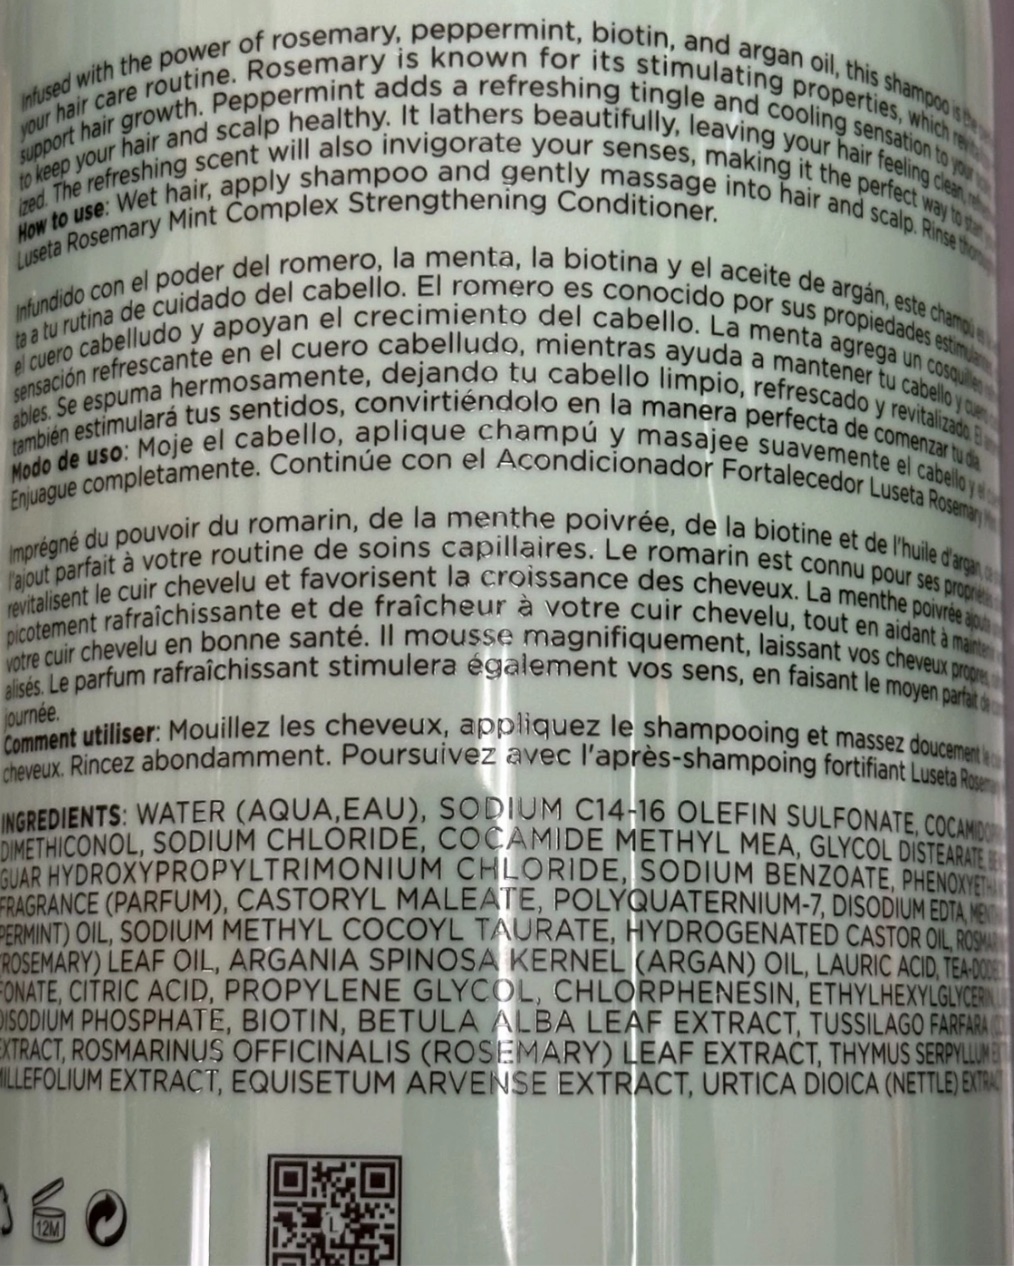 Infused with the power of rosemary, peppermint, biotin, and argan oil, this shampoo is the
your hair care routine. Rosemary is known for its stimulating properties, which
support hair growth. Peppermint adds a refreshing tingle and cooling sensation to your
to keep your hair and scalp healthy. It lathers beautifully, leaving your hair feeling clean,
ized. The refreshing scent will also invigorate your senses, making it the perfect way to
How to use: Wet hair, apply shampoo and gently massage into hair and scalp. Rinse
Luseta Rosemary Mint Complex Strengthening Conditioner.
Infundido con el poder del romero, la menta, la biotina y el aceite de argán, este champú
ta a tu rutina de cuidado del cabello. El romero es conocido por sus propiedades
el cuero cabelludo y apoyan el crecimiento del cabello. La menta agrega un
sensación refrescante en el cuero cabelludo, mientras ayuda a mantener tu cabello y
ables. Se espuma hermosamente, dejando tu cabello limpio, refrescado y revitalizado. El
también estimulará tus sentidos, convirtiéndolo en la manera perfecta de comenzar tu día.
Modo de uso: Moje el cabello, aplique champú y masajee suavemente el cabello y el
Enjuague completamente. Continúe con el Acondicionador Fortalecedor Luseta Rosemary
Imprégné du pouvoir du romarin, de la menthe poivrée, de la biotine et de l'huile d'argan,
l'ajout parfait à votre routine de soins capillaires. Le romarin est connu pour ses
revitalisent le cuir chevelu et favorisent la croissance des cheveux. La menthe poivrée ajoute
picotement rafraîchissante et de fraîcheur à votre cuir chevelu, tout en aidant à
votre cuir chevelu en bonne santé. Il mousse magnifiquement, laissant vos cheveux propres,
alisés. Le parfum rafraîchissant stimulera également vos sens, en faisant le moyen parfait de
journée.
Comment utiliser: Mouillez les cheveux, appliquez le shampooing et massez doucement
cheveux. Rincez abondamment. Poursuivez avec l'après-shampoing fortifiant Luseta
INGREDIENTS: WATER (AQUA,EAU), SODIUM C14-16 OLEFIN SULFONATE,
DIMETHICONOL, SODIUM CHLORIDE, COCAMIDE METHYL MEA, GLYCOL DISTEARATE,
GUAR HYDROXYPROPYLTRIMONIUM CHLORIDE, SODIUM BENZOATE,
FRAGRANCE (PARFUM), CASTORYL MALEATE, POLYQUATERNIUM-7, DISODIUM EDTA,
PERMINT) OIL, SODIUM METHYL COCOYL TAURATE, HYDROGENATED CASTOR OIL,
(ROSEMARY) LEAF OIL, ARGANIA SPINOSA KERNEL (ARGAN) OIL, LAURIC ACID,
FONATE, CITRIC ACID, PROPYLENE GLYCOL, CHLORPHENESIN, ETHYLHEXYLGLYCERIN,
DISODIUM PHOSPHATE, BIOTIN, BETULA ALBA LEAF EXTRACT, TUSSILAGO FARFARA
EXTRACT, ROSMARINUS OFFICINALIS (ROSEMARY) LEAF EXTRACT, THYMUS SERPYLLUM
MILLEFOLIUM EXTRACT, EQUISETUM ARVENSE EXTRACT, URTICA DIOICA (NETTLE)
12M
L